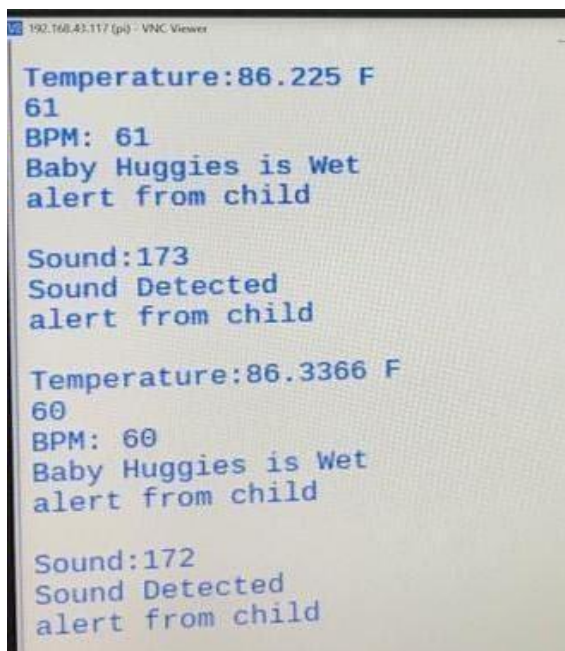 192.168.43.117 (pi) - VNC Viewer
Temperature:86.225 F
61
BPM: 61
Baby Huggies is Wet
alert from child
Sound:173
Sound Detected
alert from child
Temperature:86.3366 F
60
BPM: 60
Baby Huggies is Wet
alert from child
Sound:172
Sound Detected
alert from child